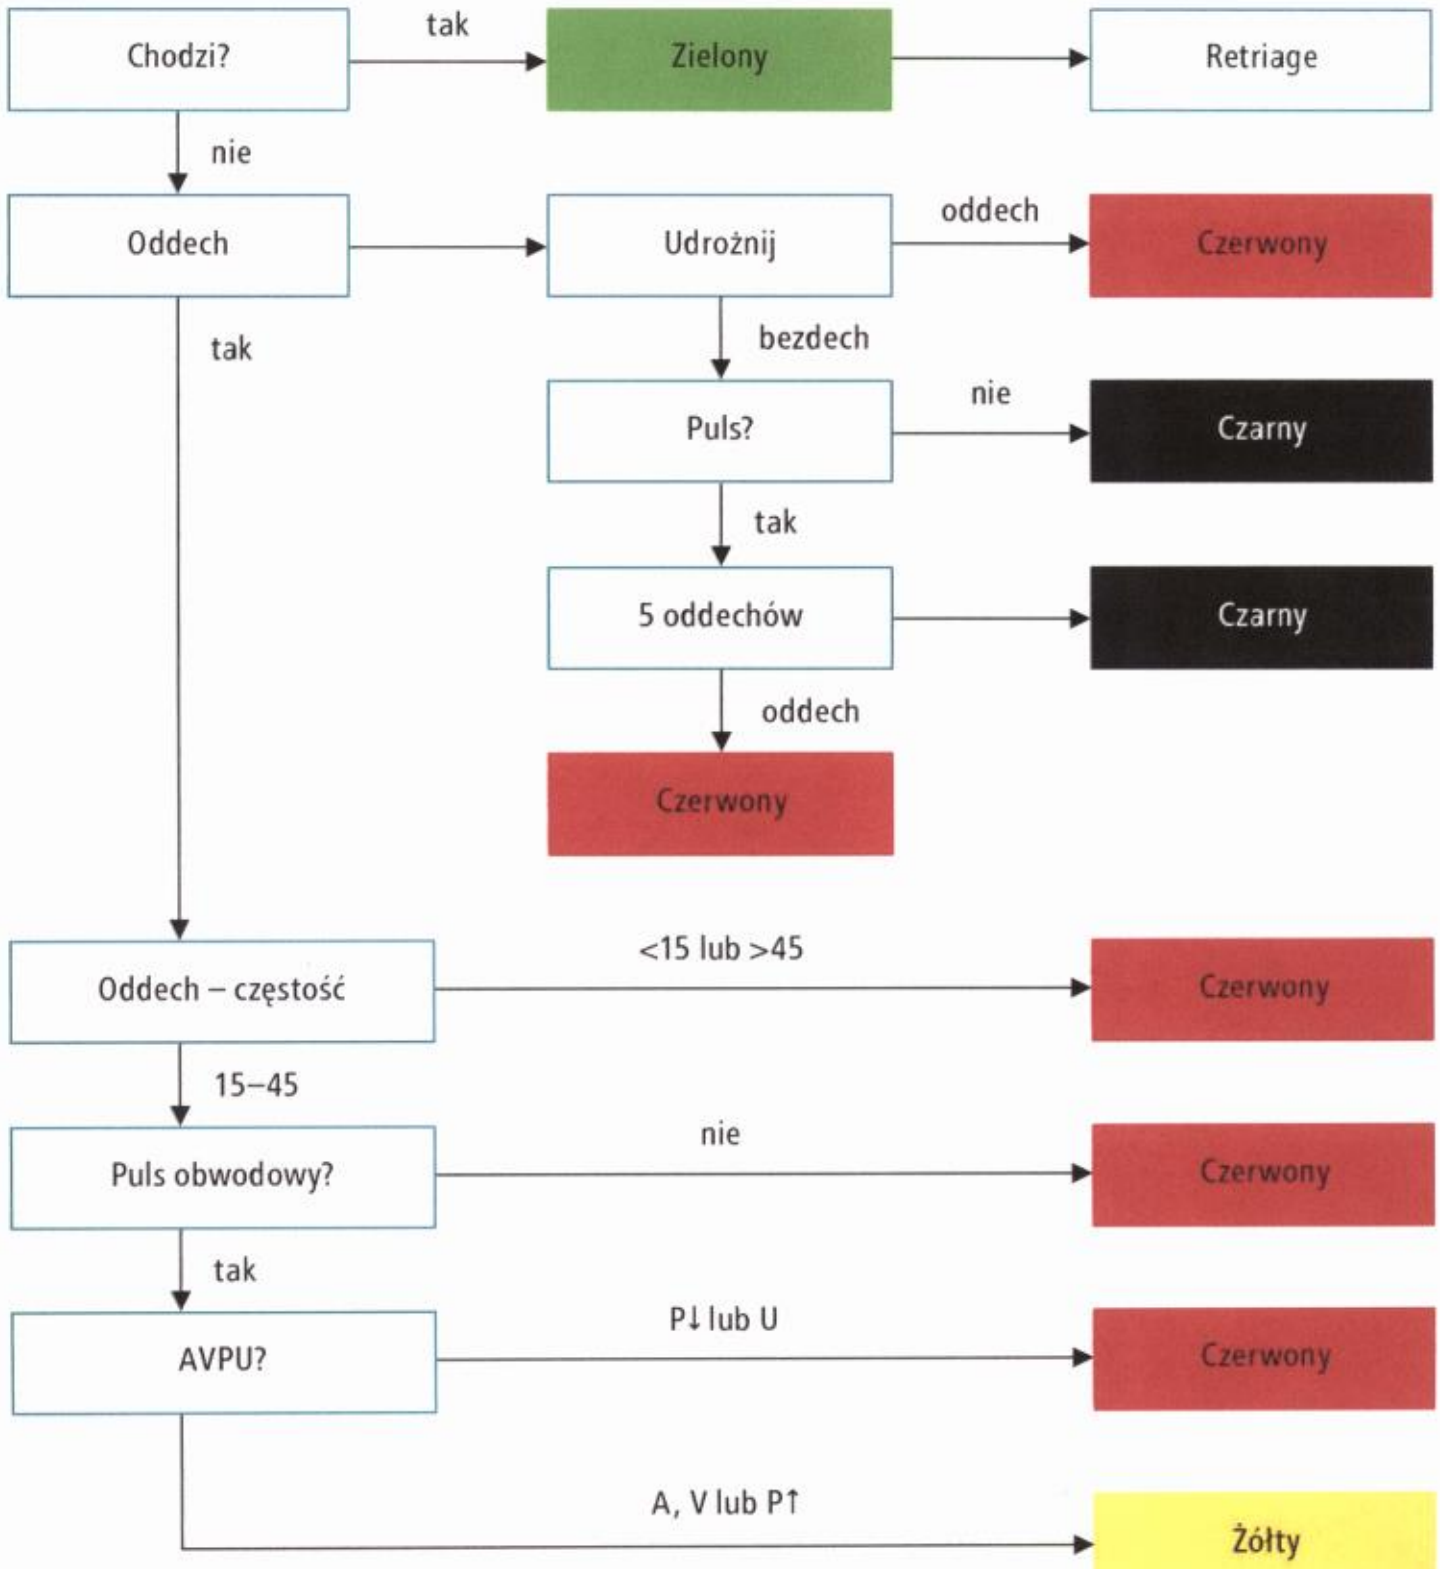 Chodzi?
tak
Zielony
Retriage
nie
Oddech
Udrożnij
oddech
Czerwony
tak
bezdech
Puls?
nie
Czarny
tak
5 oddechów
Czarny
oddech
Czerwony
Oddech – częstość
<15 lub >45
Czerwony
15–45
Puls obwodowy?
nie
Czerwony
tak
AVPU?
P↓ lub U
Czerwony
A, V lub P↑
Żółty